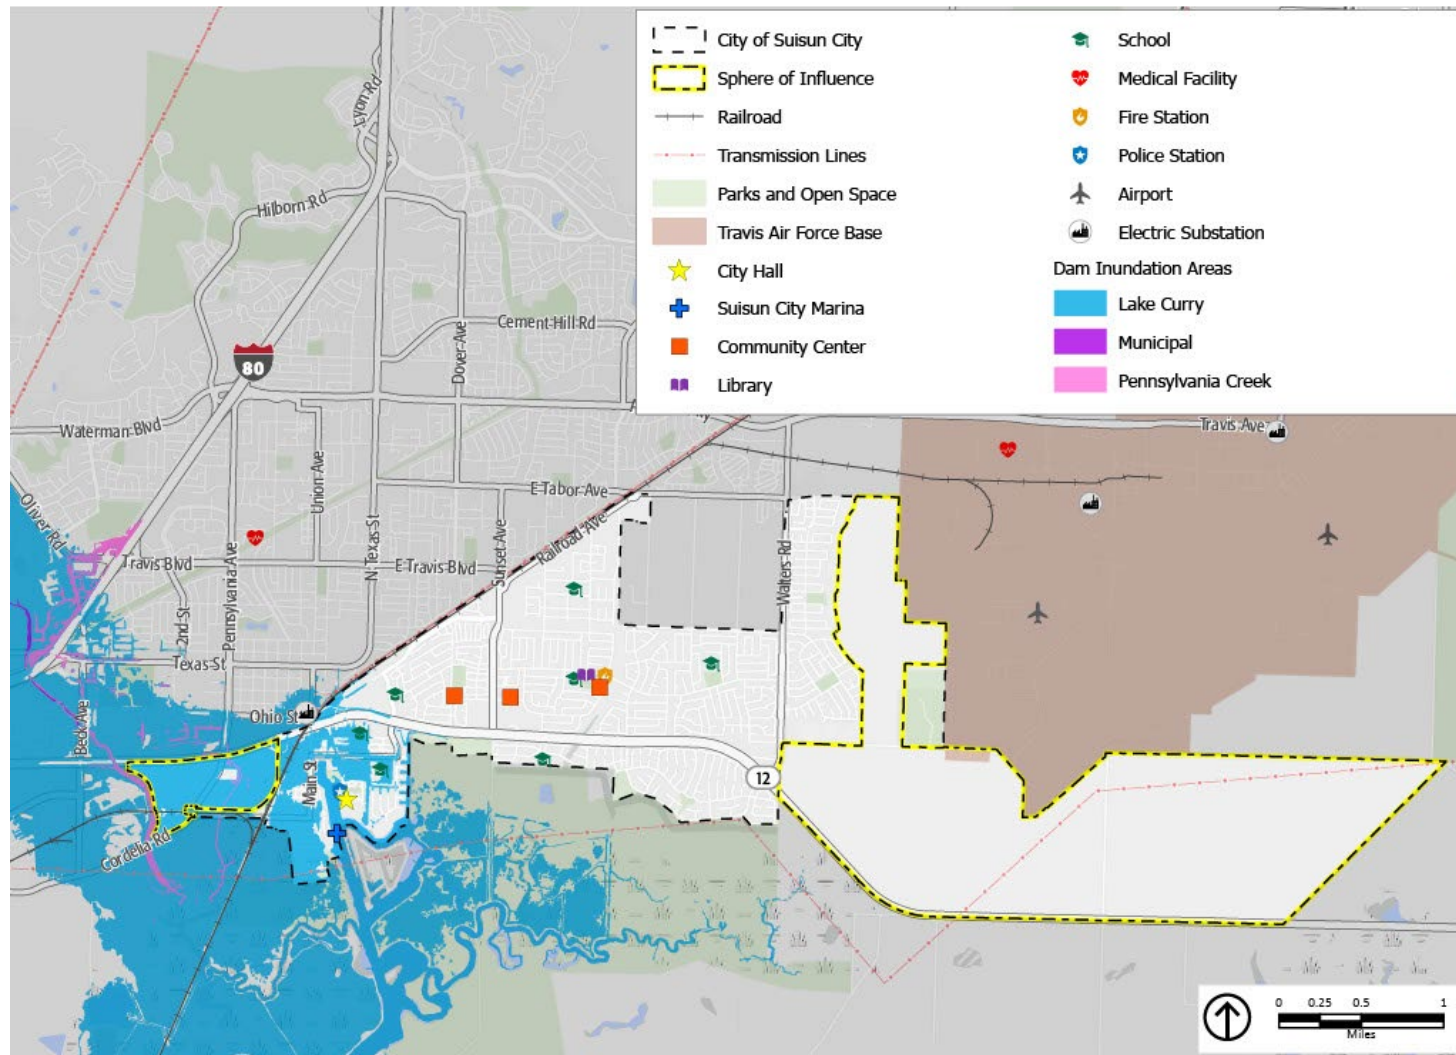 City of Suisun City
Sphere of Influence
Railroad
Transmission Lines
Parks and Open Space
Travis Air Force Base
City Hall
Suisun City Marina
Community Center
Library
School
Medical Facility
Fire Station
Police Station
Airport
Electric Substation
Dam Inundation Areas
Lake Curry
Municipal
Pennsylvania Creek
Lyon Rd
Hilborn Rd
Cement Hill Rd
Dover Ave
80
Waterman Blvd
Travis Ave
Oliver Rd
Union Ave
E Tabor Ave
Railroad Ave
Travis Blvd
Pennsylvania Ave
N Texas St
E Travis Blvd
Sunset Ave
Walters Rd
2nd St
Texas St
Beck Ave
Ohio St
Main St
12
Cordelia Rd
0 0.25 0.5 1
Miles